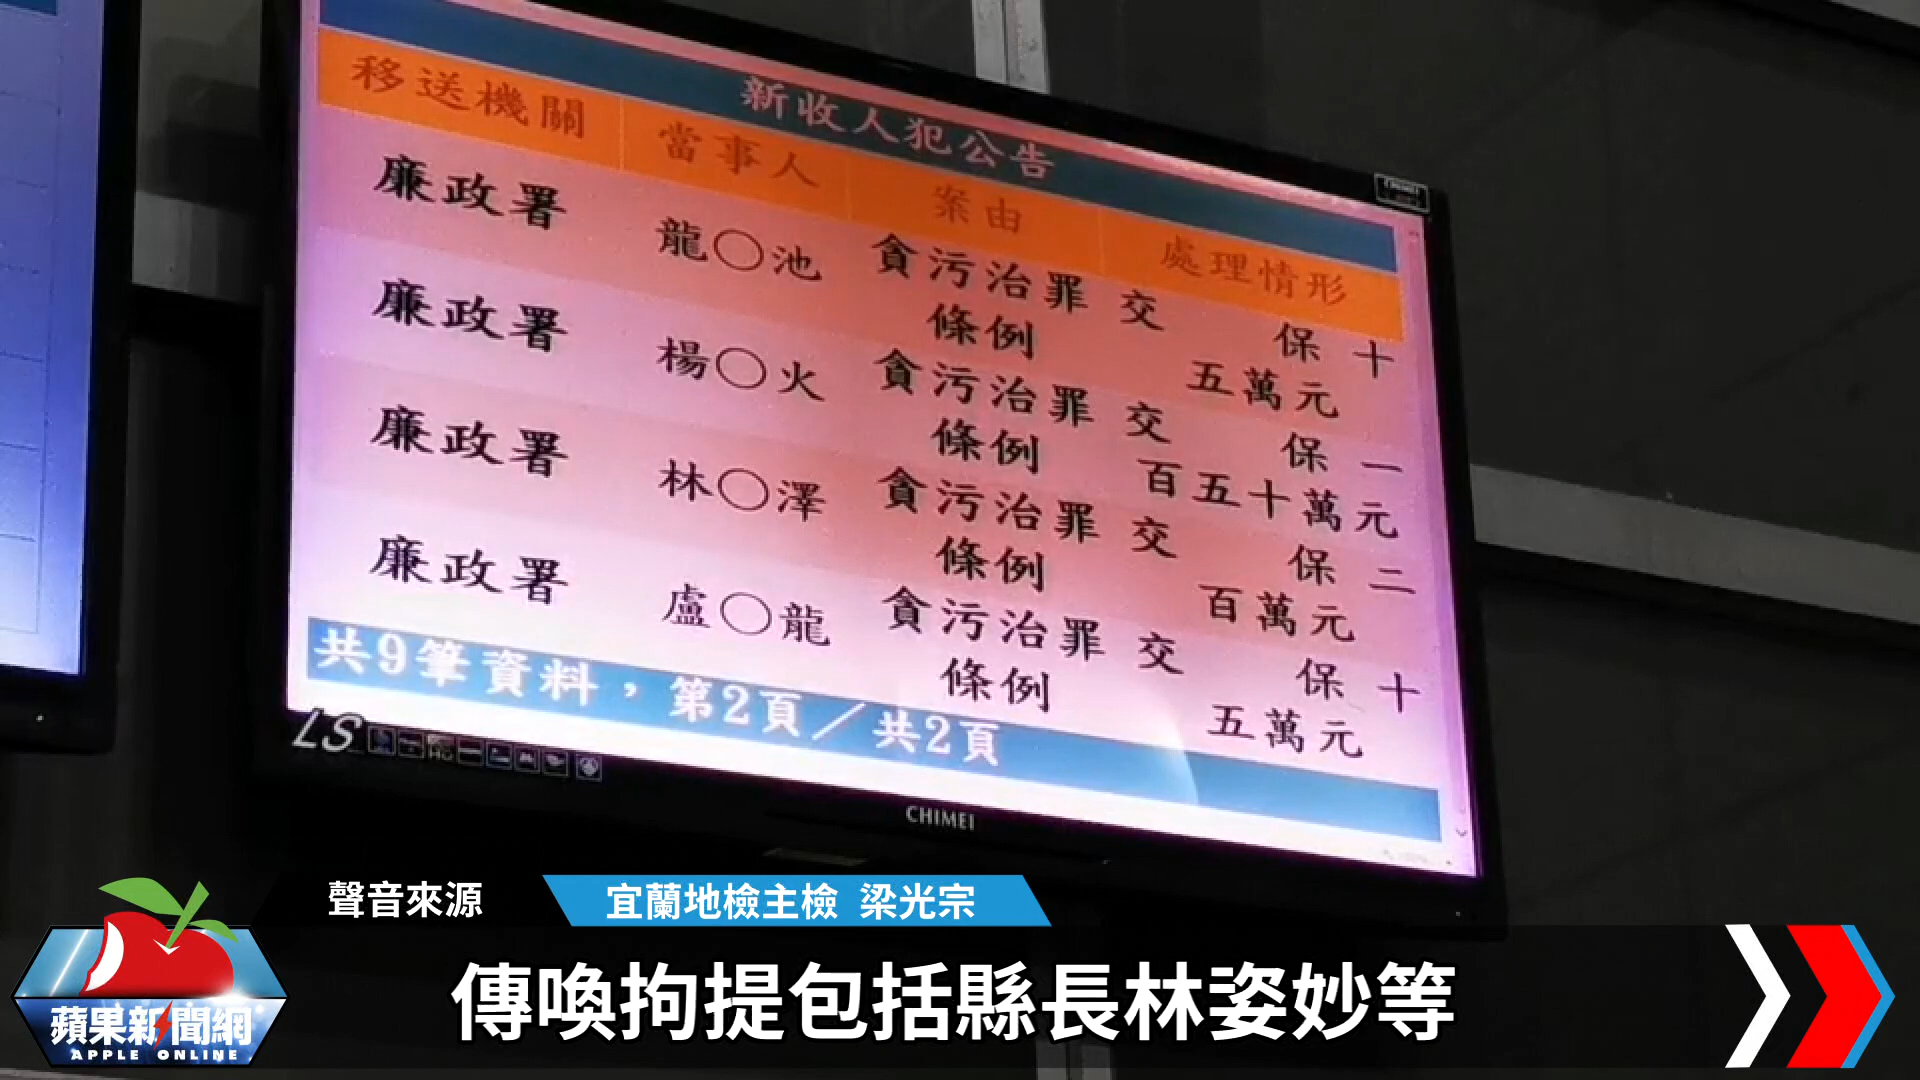 新收人犯公告
移送機關 當事人 案由 處理情形
廉政署 龍○池 貪污治罪條例 交保十五萬元
廉政署 楊○火 貪污治罪條例 交保一百五十萬元
廉政署 林○澤 貪污治罪條例 交保二百萬元
廉政署 盧○龍 貪污治罪條例 交保十五萬元
共9筆資料，第2頁／共2頁
LS
CHIMEI
聲音來源 宜蘭地檢主檢 梁光宗
傳喚拘提包括縣長林姿妙等
蘋果新聞網
APPLE ONLINE